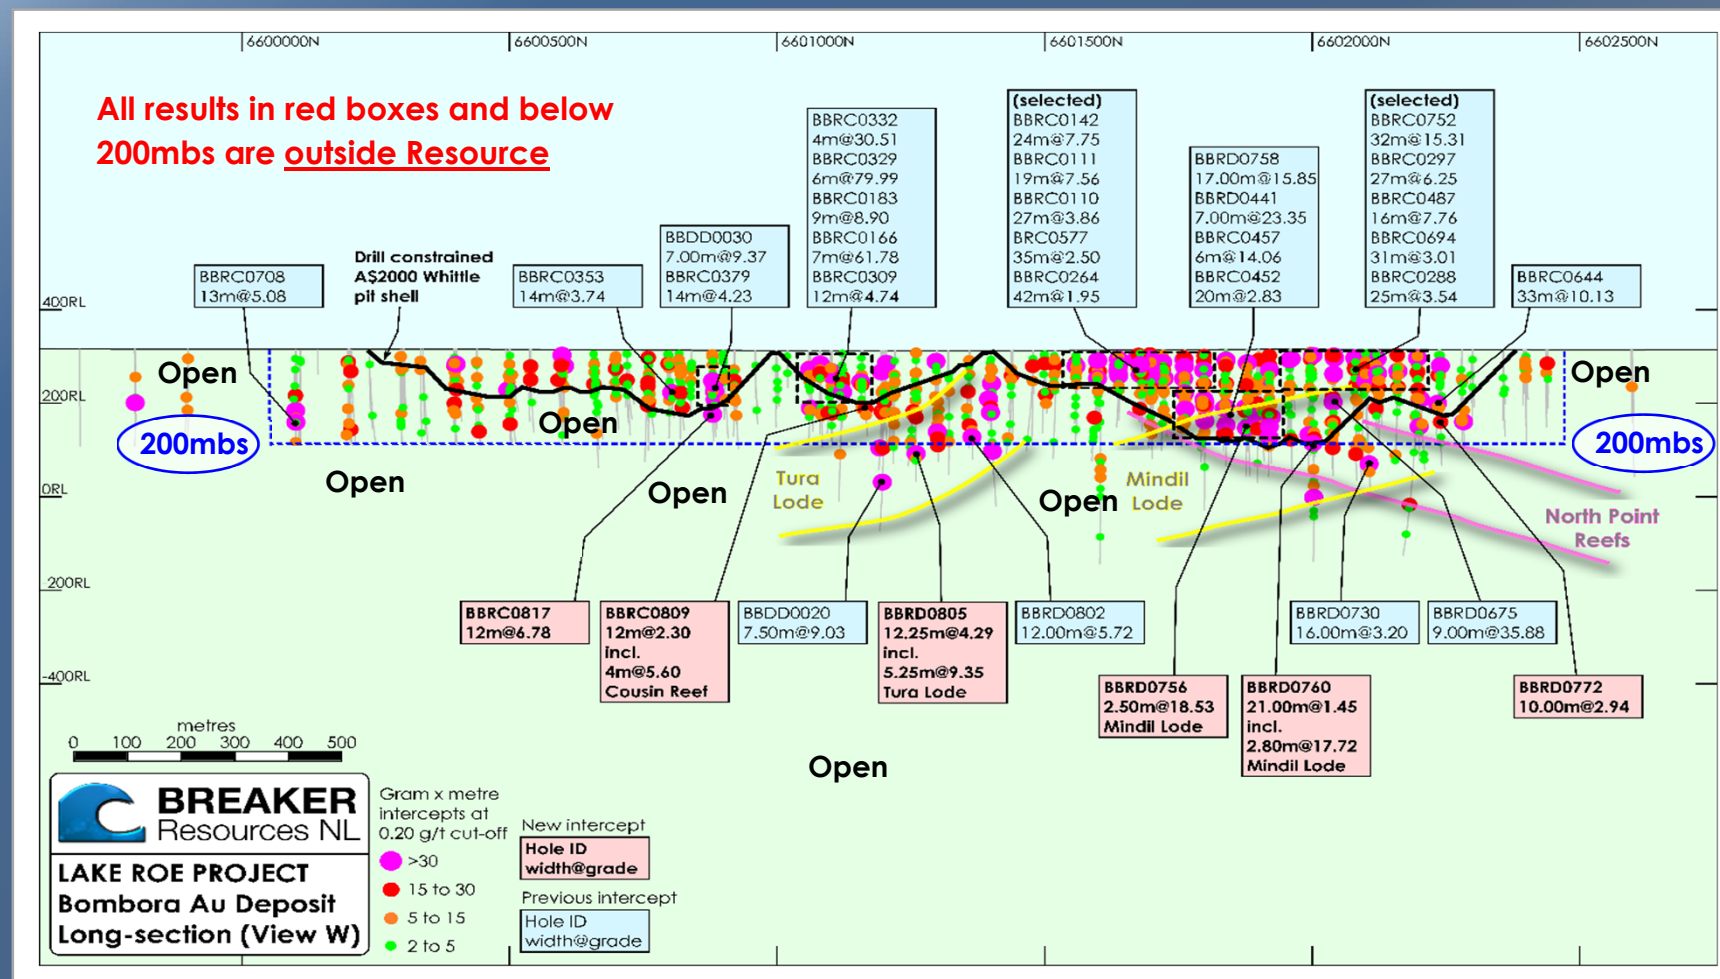 6600000N
6600500N
6601000N
6601500N
6602000N
6602500N
All results in red boxes and below
200mbs are outside Resource
BBRC0332
4m@30.51
BBRC0329
6m@79.99
BBRC0183
9m@8.90
BBRC0166
7m@61.78
BBRC0309
12m@4.74
(selected)
BBRC0142
24m@7.75
BBRC0111
19m@7.56
BBRC0110
27m@3.86
BRC0577
35m@2.50
BBRC0264
42m@1.95
BBRD0758
17.00m@15.85
BBRD0441
7.00m@23.35
BBRC0457
6m@14.06
BBRC0452
20m@2.83
(selected)
BBRC0752
32m@15.31
BBRC0297
27m@6.25
BBRC0487
16m@7.76
BBRC0694
31m@3.01
BBRC0288
25m@3.54
BBDD0030
7.00m@9.37
BBRC0379
14m@4.23
Drill constrained
A$2000 Whittle
pit shell
BBRC0708
13m@5.08
BBRC0353
14m@3.74
BBRC0644
33m@10.13
400RL
Open
Open
200RL
Open
200mbs
200mbs
Open
Open
Open
0RL
Tura
Lode
Mindil
Lode
North Point
Reefs
-200RL
BBRC0817
12m@6.78
BBRC0809
12m@2.30
incl.
4m@5.60
Cousin Reef
BBDD0020
7.50m@9.03
BBRD0805
12.25m@4.29
incl.
5.25m@9.35
Tura Lode
BBRD0802
12.00m@5.72
BBRD0730
16.00m@3.20
BBRD0675
9.00m@35.88
-400RL
BBRD0756
2.50m@18.53
Mindil Lode
BBRD0760
21.00m@1.45
incl.
2.80m@17.72
Mindil Lode
BBRD0772
10.00m@2.94
metres
0 100 200 300 400 500
Open
BREAKER
Resources NL
LAKE ROE PROJECT
Bombora Au Deposit
Long-section (View W)
Gram x metre
intercepts at
0.20 g/t cut-off
>30
15 to 30
5 to 15
2 to 5
New intercept
Hole ID
width@grade
Previous intercept
Hole ID
width@grade